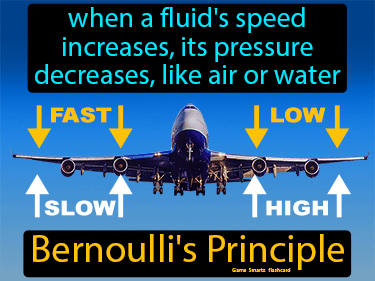 when a fluid's speed
increases, its pressure
decreases, like air or water
FAST LOW
SLOW HIGH
Bernoulli's Principle
Game Smartz flashcard